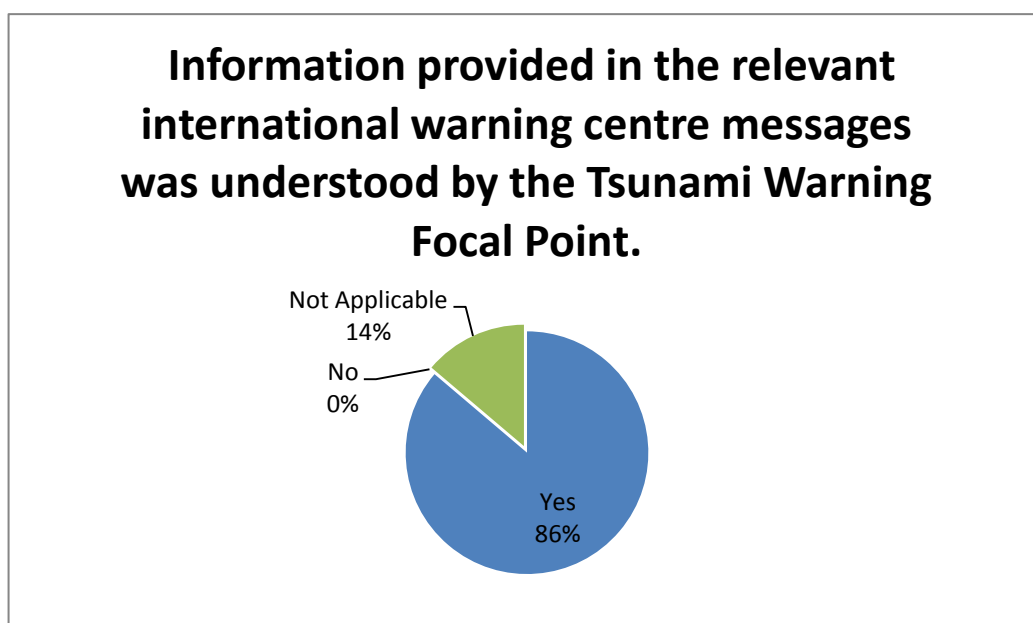 Information provided in the relevant
international warning centre messages
was understood by the Tsunami Warning
Focal Point.
Not Applicable
14%
No
0%
Yes
86%